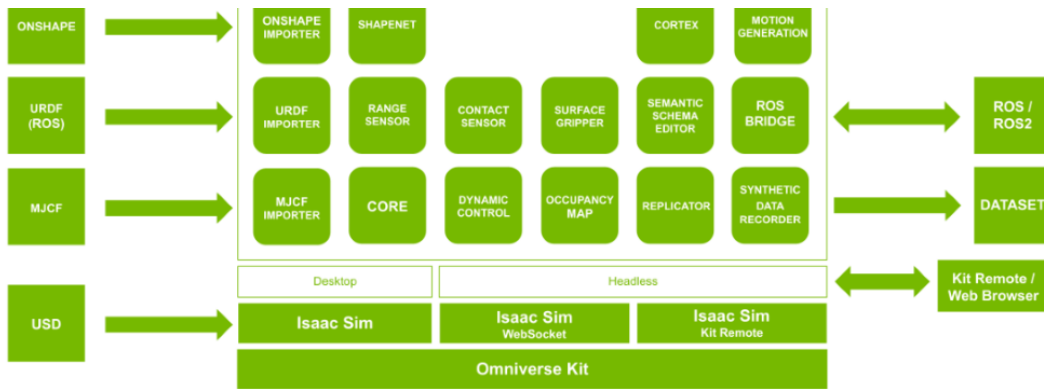 ONSHAPE
ONSHAPE
IMPORTER
SHAPENET
CORTEX
MOTION
GENERATION
URDF
(ROS)
URDF
IMPORTER
RANGE
SENSOR
CONTACT
SENSOR
SURFACE
GRIPPER
SEMANTIC
SCHEMA
EDITOR
ROS
BRIDGE
ROS /
ROS2
MJCF
MJCF
IMPORTER
CORE
DYNAMIC
CONTROL
OCCUPANCY
MAP
REPLICATOR
SYNTHETIC
DATA
RECORDER
DATASET
Desktop
Headless
Kit Remote /
Web Browser
USD
Isaac Sim
Isaac Sim
WebSocket
Isaac Sim
Kit Remote
Omniverse Kit